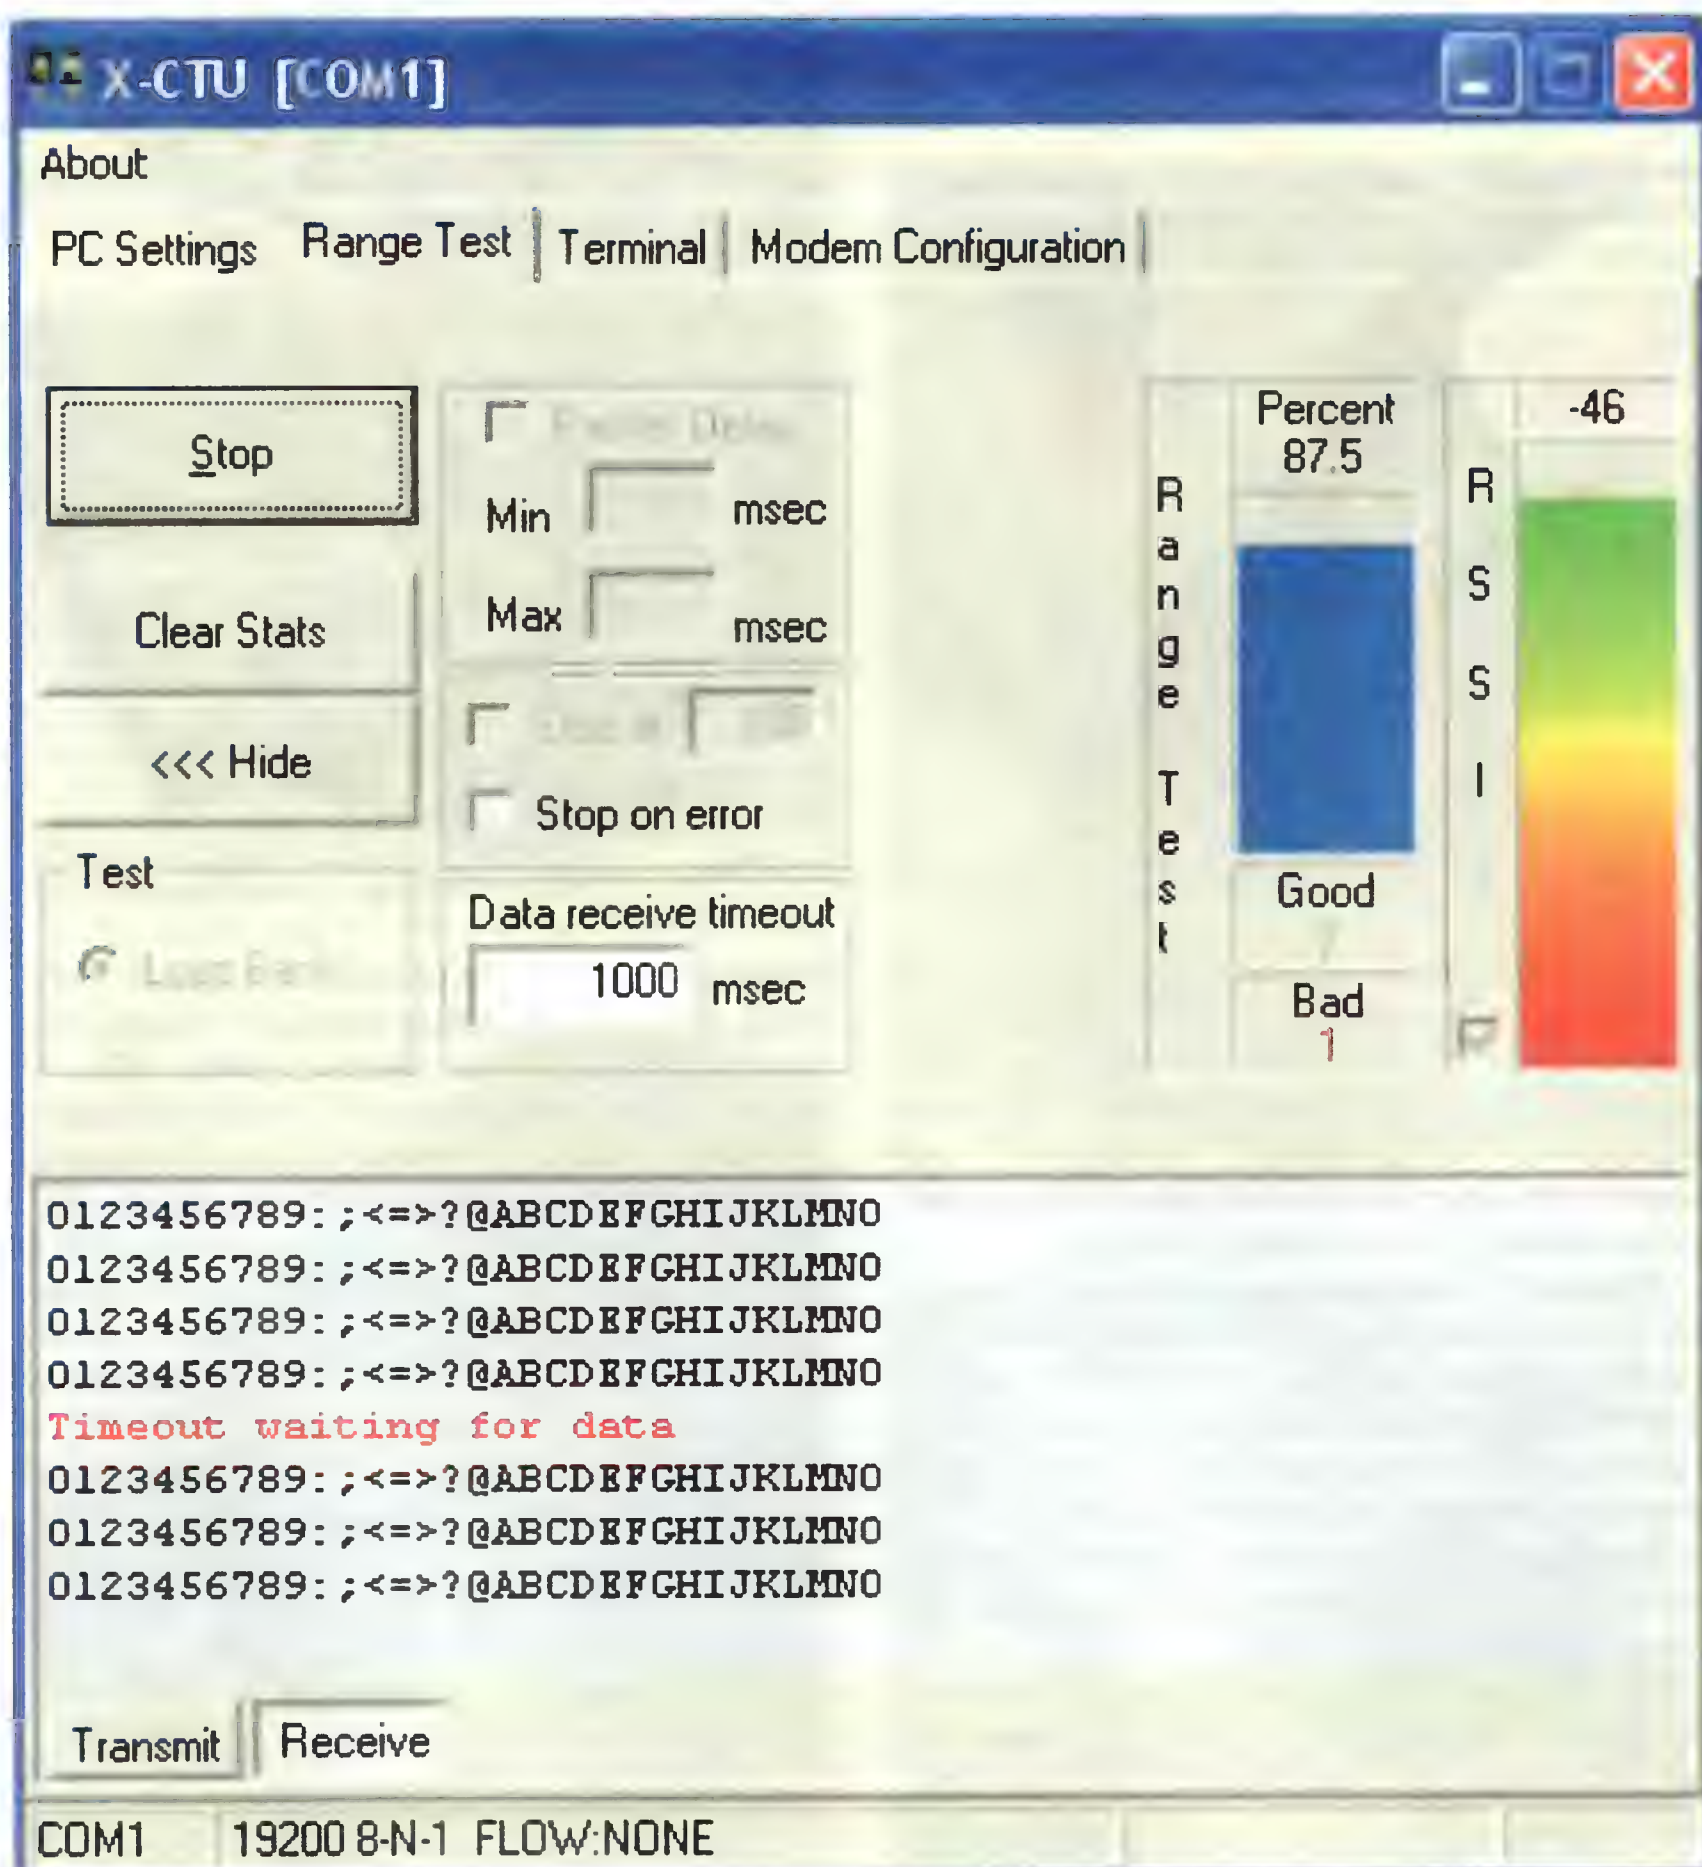 X-CTU [COM1]
About
PC Settings Range Test Terminal Modem Configuration
Stop
Clear Stats
<<< Hide
Test
Min msec
Max msec
Stop on error
Data receive timeout
1000 msec
Range Test
Percent
87.5
Good
7
Bad
1
RSSI
-46
0123456789:;<=>?@ABCDEFGHIJKLMNO
0123456789:;<=>?@ABCDEFGHIJKLMNO
0123456789:;<=>?@ABCDEFGHIJKLMNO
0123456789:;<=>?@ABCDEFGHIJKLMNO
Timeout waiting for data
0123456789:;<=>?@ABCDEFGHIJKLMNO
0123456789:;<=>?@ABCDEFGHIJKLMNO
0123456789:;<=>?@ABCDEFGHIJKLMNO
Transmit Receive
COM1 19200 8-N-1 FLOW:NONE